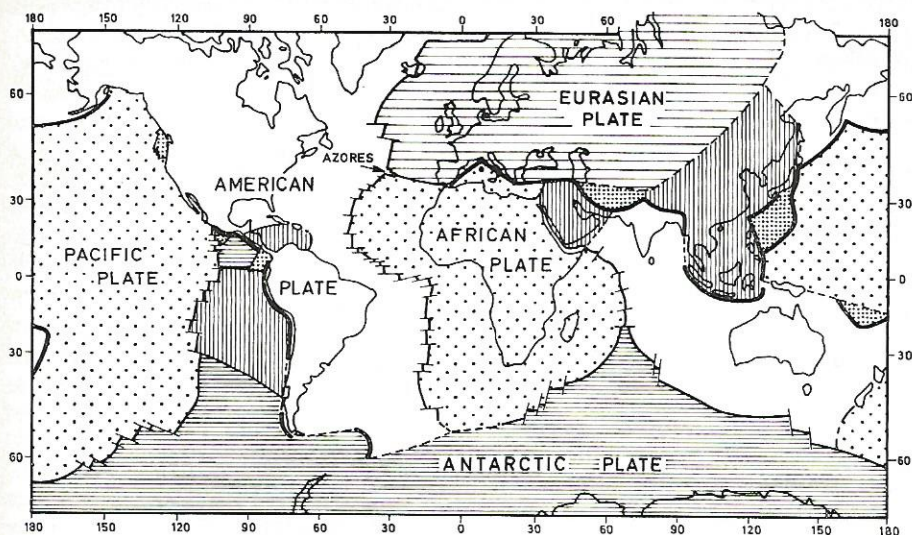 180 150 120 90 60 30 0 30 60 180
60
30
0
30
60
EURASIAN
PLATE
AZORES
AMERICAN
PLATE
AFRICAN
PLATE
PACIFIC
PLATE
0
ANTARCTIC PLATE
60
30
0
30
60
180 150 120 90 60 30 0 30 60 90 120 150 180